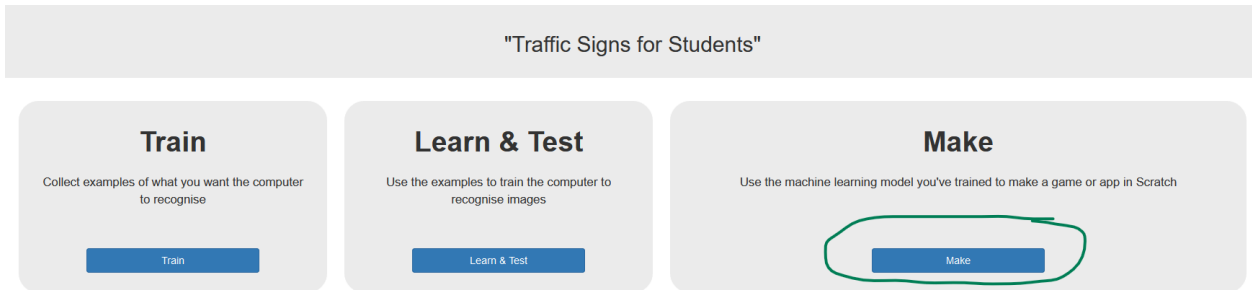 "Traffic Signs for Students"
Train
Collect examples of what you want the computer
to recognise
Train
Learn & Test
Use the examples to train the computer to
recognise images
Learn & Test
Make
Use the machine learning model you've trained to make a game or app in Scratch
Make